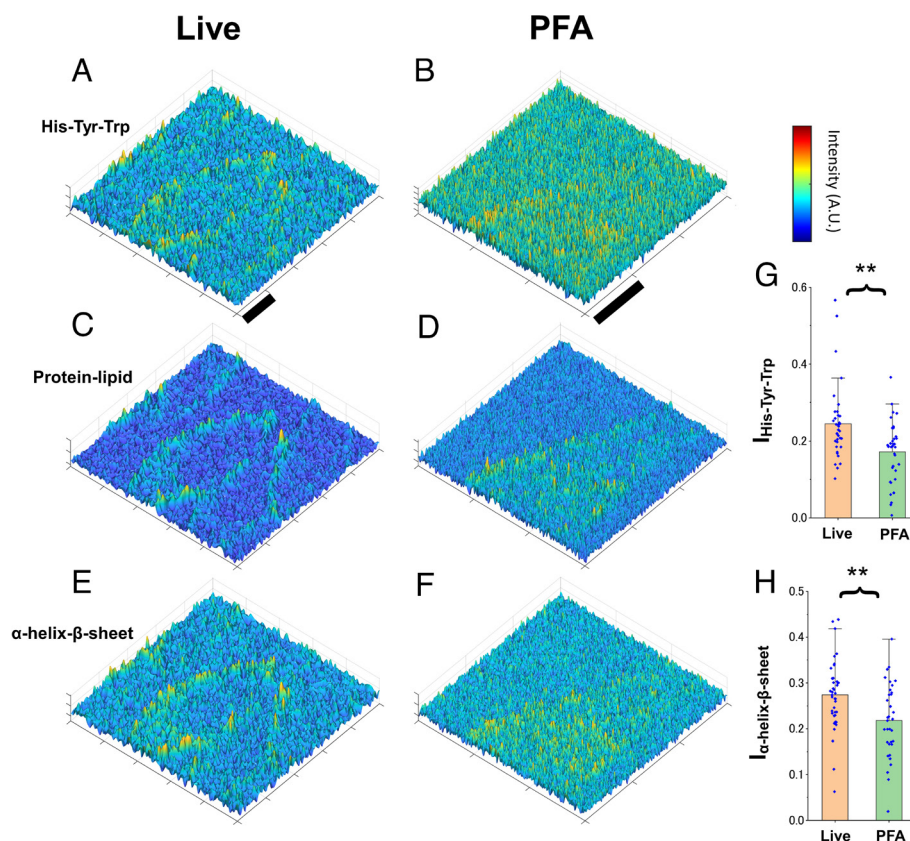 Live PFA
A B
His-Tyr-Trp
Intensity (A.U.)
C D
Protein-lipid
E F
α-helix-β-sheet
G
**
0.6
0.4
0.2
0.0
I His-Tyr-Trp
Live PFA
H
**
0.5
0.4
0.3
0.2
0.1
0.0
I α-helix-β-sheet
Live PFA